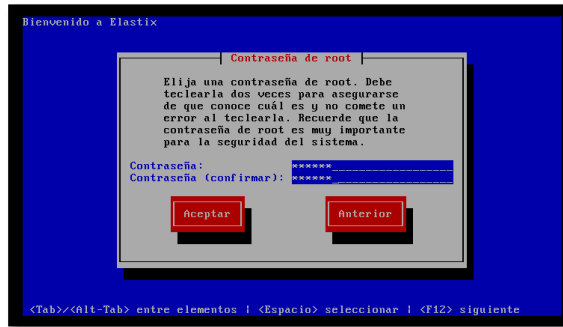 Bienvenido a Elastix
Contraseña de root
Elija una contraseña de root. Debe
teclearla dos veces para asegurarse
de que conoce cuál es y no comete un
error al teclearla. Recuerde que la
contraseña de root es muy importante
para la seguridad del sistema.
Contraseña: ******___________________
Contraseña (confirmar): ******___________________
Aceptar Anterior
<Tab>/<Alt-Tab> entre elementos | <Espacio> seleccionar | <F12> siguiente